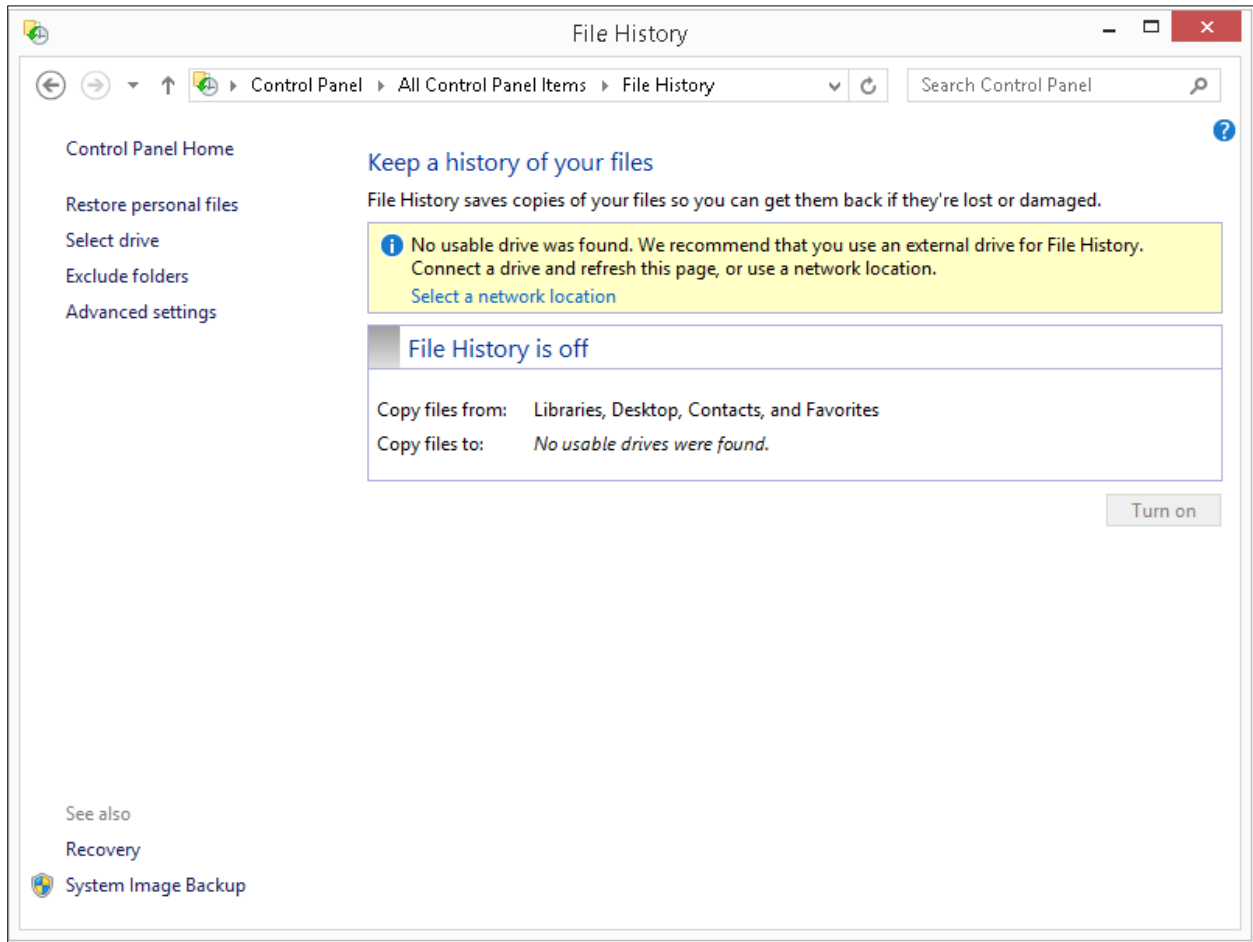 File History
Control Panel All Control Panel Items File History
Search Control Panel
Control Panel Home
Restore personal files
Select drive
Exclude folders
Advanced settings
Keep a history of your files
File History saves copies of your files so you can get them back if they're lost or damaged.
No usable drive was found. We recommend that you use an external drive for File History.
Connect a drive and refresh this page, or use a network location.
Select a network location
File History is off
Copy files from: Libraries, Desktop, Contacts, and Favorites
Copy files to: No usable drives were found.
Turn on
See also
Recovery
System Image Backup